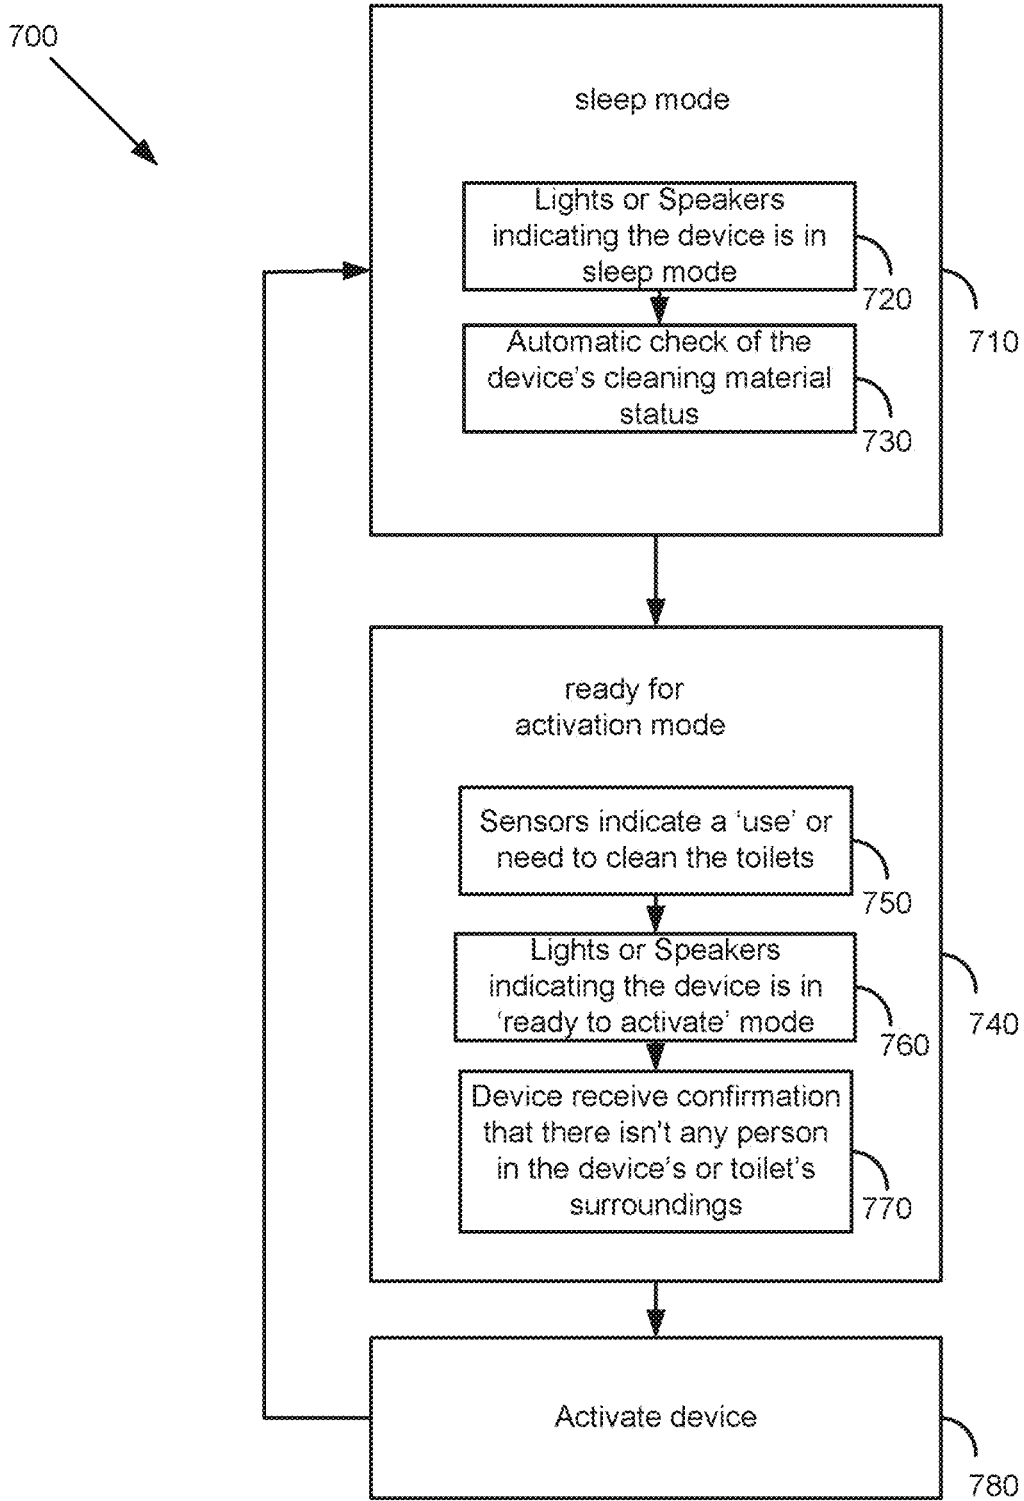 700
sleep mode
Lights or Speakers
indicating the device is in
sleep mode
720
710
Automatic check of the
device's cleaning material
status
730
ready for
activation mode
Sensors indicate a ‘use’ or
need to clean the toilets
750
Lights or Speakers
indicating the device is in
‘ready to activate’ mode
760
740
Device receive confirmation
that there isn't any person
in the device's or toilet's
surroundings
770
Activate device
780